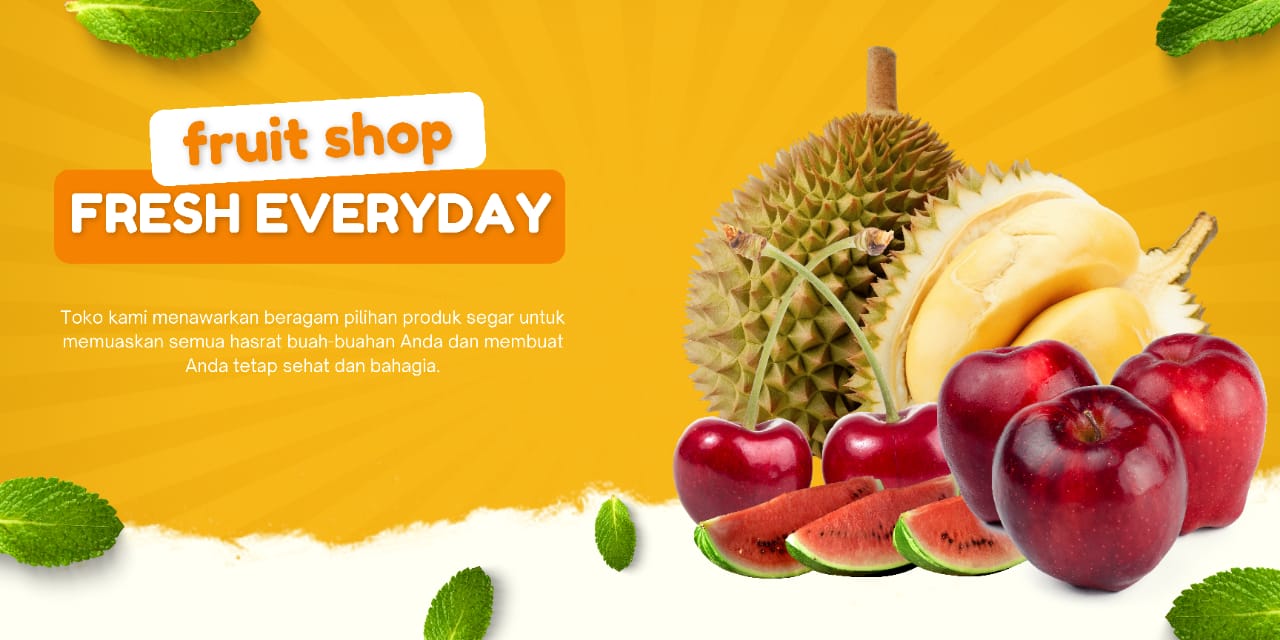 fruit shop
FRESH EVERYDAY
Toko kami menawarkan beragam pilihan produk segar untuk
memuaskan semua hasrat buah-buahan Anda dan membuat
Anda tetap sehat dan bahagia.